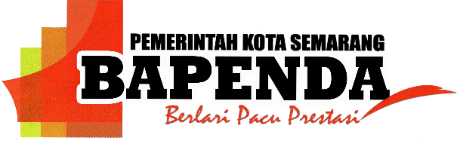 PEMERINTAH KOTA SEMARANG
BAPENDA
Berlari Pacu Prestasi